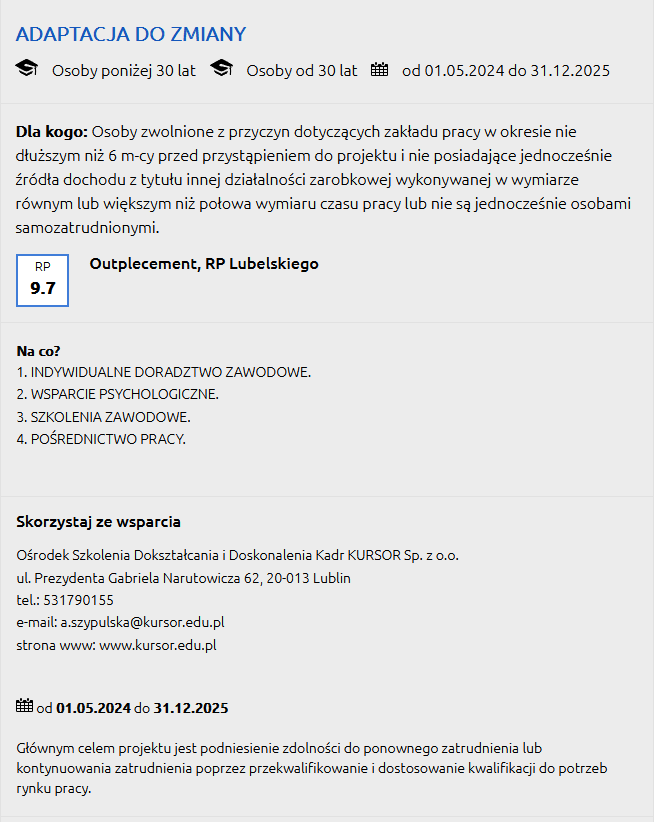 ADAPTACJA DO ZMIANY
Osoby poniżej 30 lat Osoby od 30 lat od 01.05.2024 do 31.12.2025
Dla kogo: Osoby zwolnione z przyczyn dotyczących zakładu pracy w okresie nie
dłuższym niż 6 m-cy przed przystąpieniem do projektu i nie posiadające jednocześnie
źródła dochodu z tytułu innej działalności zarobkowej wykonywanej w wymiarze
równym lub większym niż połowa wymiaru czasu pracy lub nie są jednocześnie osobami
samozatrudnionymi.
RP
9.7
Outplecement, RP Lubelskiego
Na co?
1. INDYWIDUALNE DORADZTWO ZAWODOWE.
2. WSPARCIE PSYCHOLOGICZNE.
3. SZKOLENIA ZAWODOWE.
4. POŚREDNICTWO PRACY.
Skorzystaj ze wsparcia
Ośrodek Szkolenia Dokształcania i Doskonalenia Kadr KURSOR Sp. z o.o.
ul. Prezydenta Gabriela Narutowicza 62, 20-013 Lublin
tel.: 531790155
e-mail: a.szypulska@kursor.edu.pl
strona www: www.kursor.edu.pl
od 01.05.2024 do 31.12.2025
Głównym celem projektu jest podniesienie zdolności do ponownego zatrudnienia lub
kontynuowania zatrudnienia poprzez przekwalifikowanie i dostosowanie kwalifikacji do potrzeb
rynku pracy.